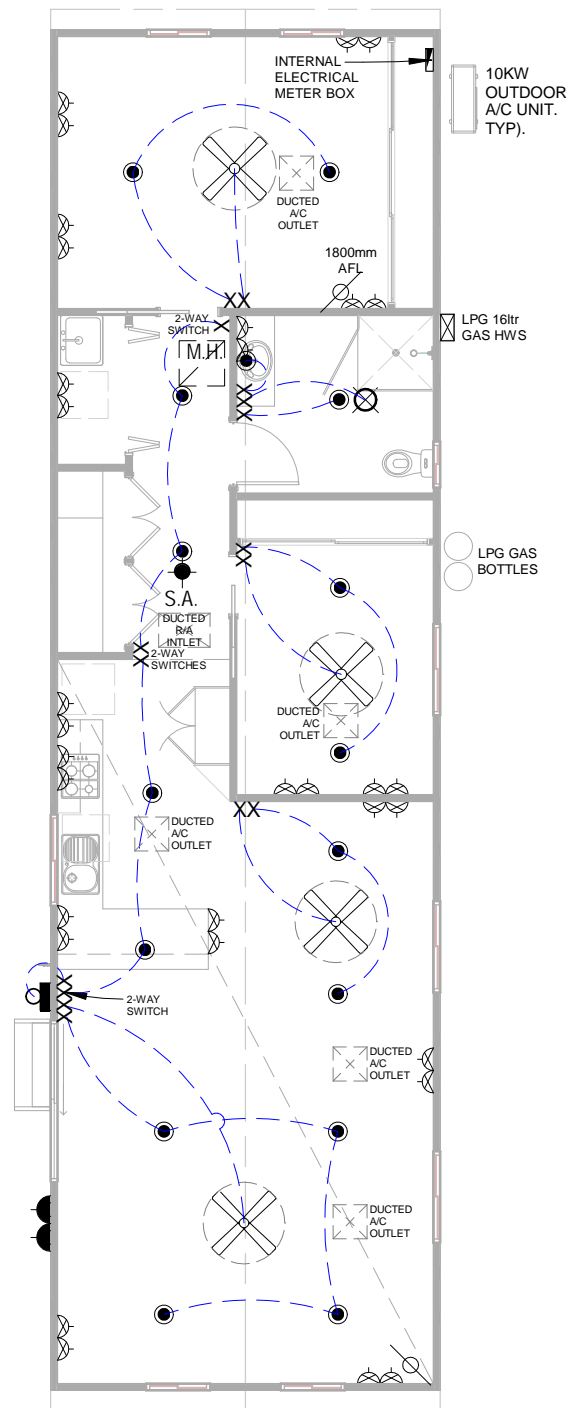 INTERNAL
ELECTRICAL
METER BOX
10KW
OUTDOOR
A/C UNIT.
TYP).
DUCTED
A/C
OUTLET
1800mm
AFL
2-WAY
SWITCH
LPG 16ltr
GAS HWS
M.H.
LPG GAS
BOTTLES
S.A.
DUCTED
R/A
INTLET
2-WAY
SWITCHES
DUCTED
A/C
OUTLET
DUCTED
A/C
OUTLET
2-WAY
SWITCH
DUCTED
A/C
OUTLET
DUCTED
A/C
OUTLET